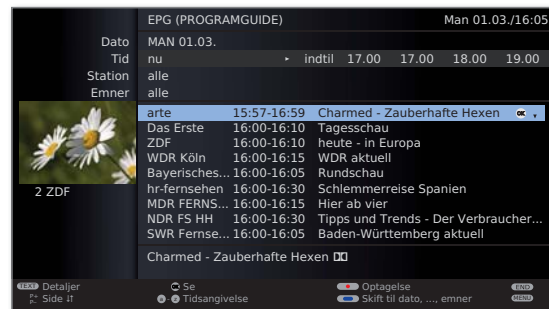 EPG (PROGRAMGUIDE) Man 01.03./16:05
Dato MAN 01.03.
Tid nu ▸ indtil 17.00 17.00 18.00 19.00
Station alle
Emner alle
arte 15:57-16:59 Charmed - Zauberhafte Hexen OK
Das Erste 16:00-16:10 Tagesschau
ZDF 16:00-16:10 heute - in Europa
WDR Köln 16:00-16:15 WDR aktuell
Bayerisches... 16:00-16:05 Rundschau
hr-fernsehen 16:00-16:30 Schlemmerreise Spanien
MDR FERNS... 16:00-16:15 Hier ab vier
NDR FS HH 16:00-16:30 Tipps und Trends - Der Verbraucher...
SWR Fernse... 16:00-16:05 Baden-Württemberg aktuell
2 ZDF
Charmed - Zauberhafte Hexen
TEXT Detaljer OK Se Optagelse END
P+ P- Side ↓↑ Tidsangivelse Skift til dato, ..., emner MENU